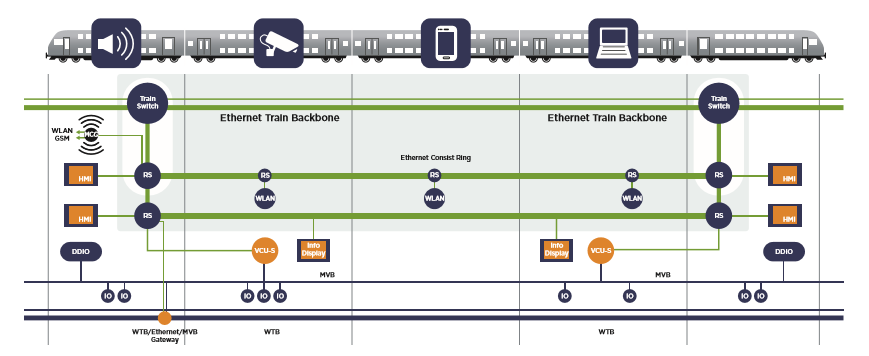 Train
Switch
Train
Switch
Ethernet Train Backbone
Ethernet Train Backbone
WLAN
GSM
MCG
Ethernet Consist Ring
HMI
RS
RS
RS
RS
RS
HMI
WLAN
WLAN
WLAN
HMI
RS
RS
HMI
DDIO
VCU-S
Info
Display
Info
Display
VCU-S
DDIO
MVB
MVB
IO
IO
IO
IO
IO
IO
IO
IO
IO
WTB/Ethernet/MVB
Gateway
WTB
WTB